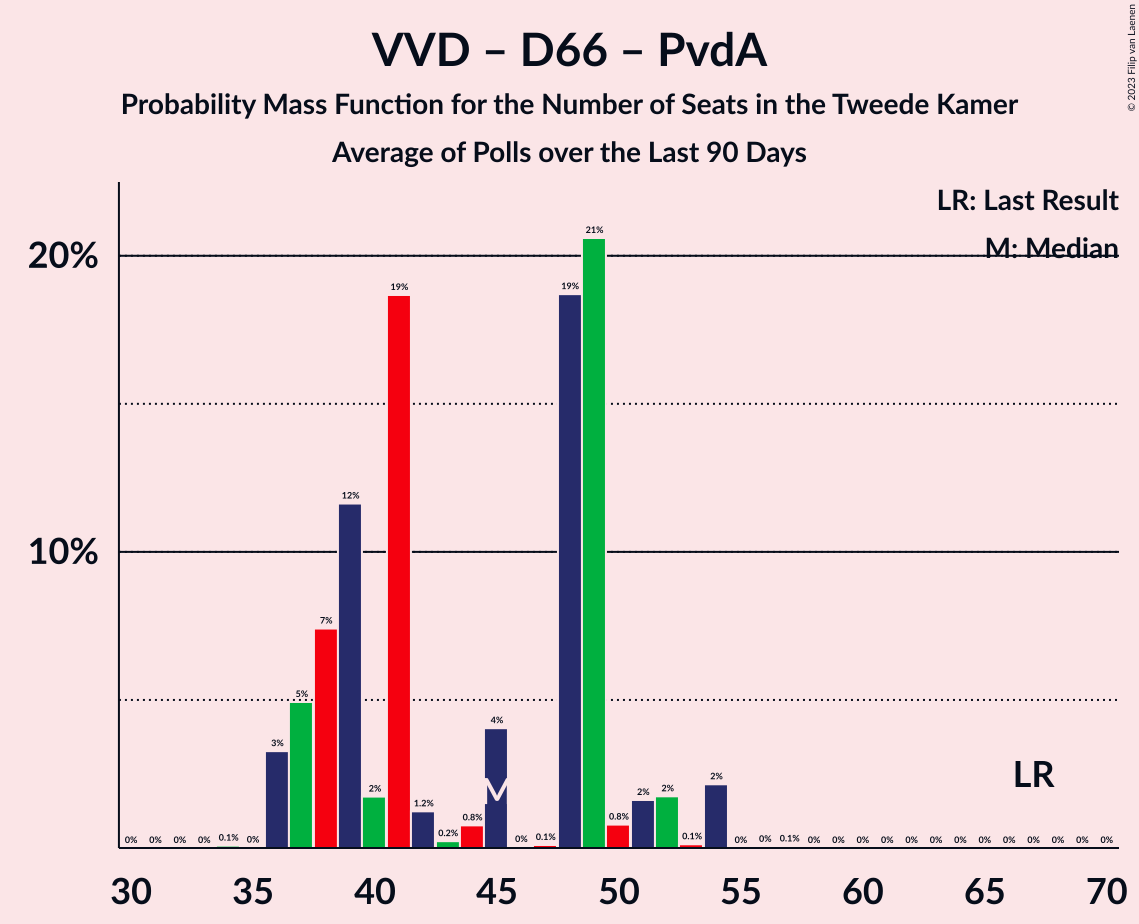 VVD – D66 – PvdA
Probability Mass Function for the Number of Seats in the Tweede Kamer
Average of Polls over the Last 90 Days
© 2023 Filip van Laenen
LR: Last Result
M: Median
20%
10%
0% 0% 0% 0% 0.1% 0% 3% 5% 7% 12% 2% 19% 1.2% 0.2% 0.8% 4% 0% 0.1% 19% 21% 0.8% 2% 2% 0.1% 2% 0% 0% 0.1% 0% 0% 0% 0% 0% 0% 0% 0% 0% 0% 0% 0% 0%
M
LR
30 35 40 45 50 55 60 65 70